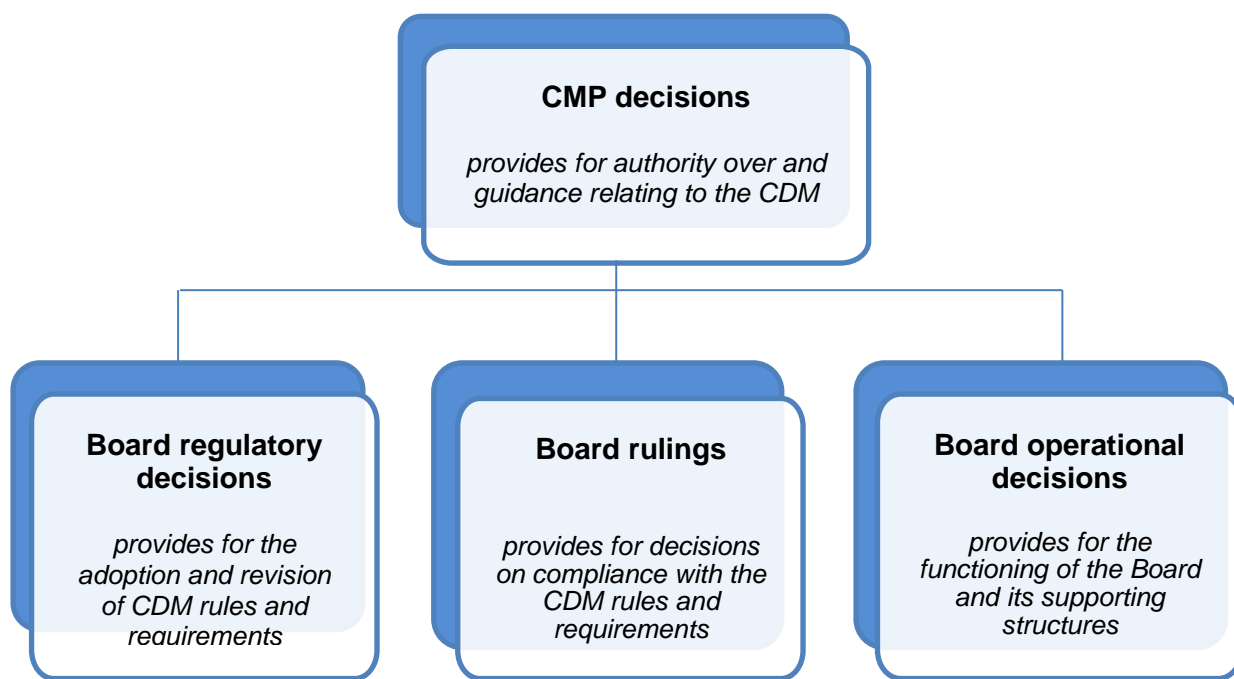 CMP decisions
provides for authority over and
guidance relating to the CDM
Board regulatory
decisions
provides for the
adoption and revision
of CDM rules and
requirements
Board rulings
provides for decisions
on compliance with the
CDM rules and
requirements
Board operational
decisions
provides for the
functioning of the Board
and its supporting
structures